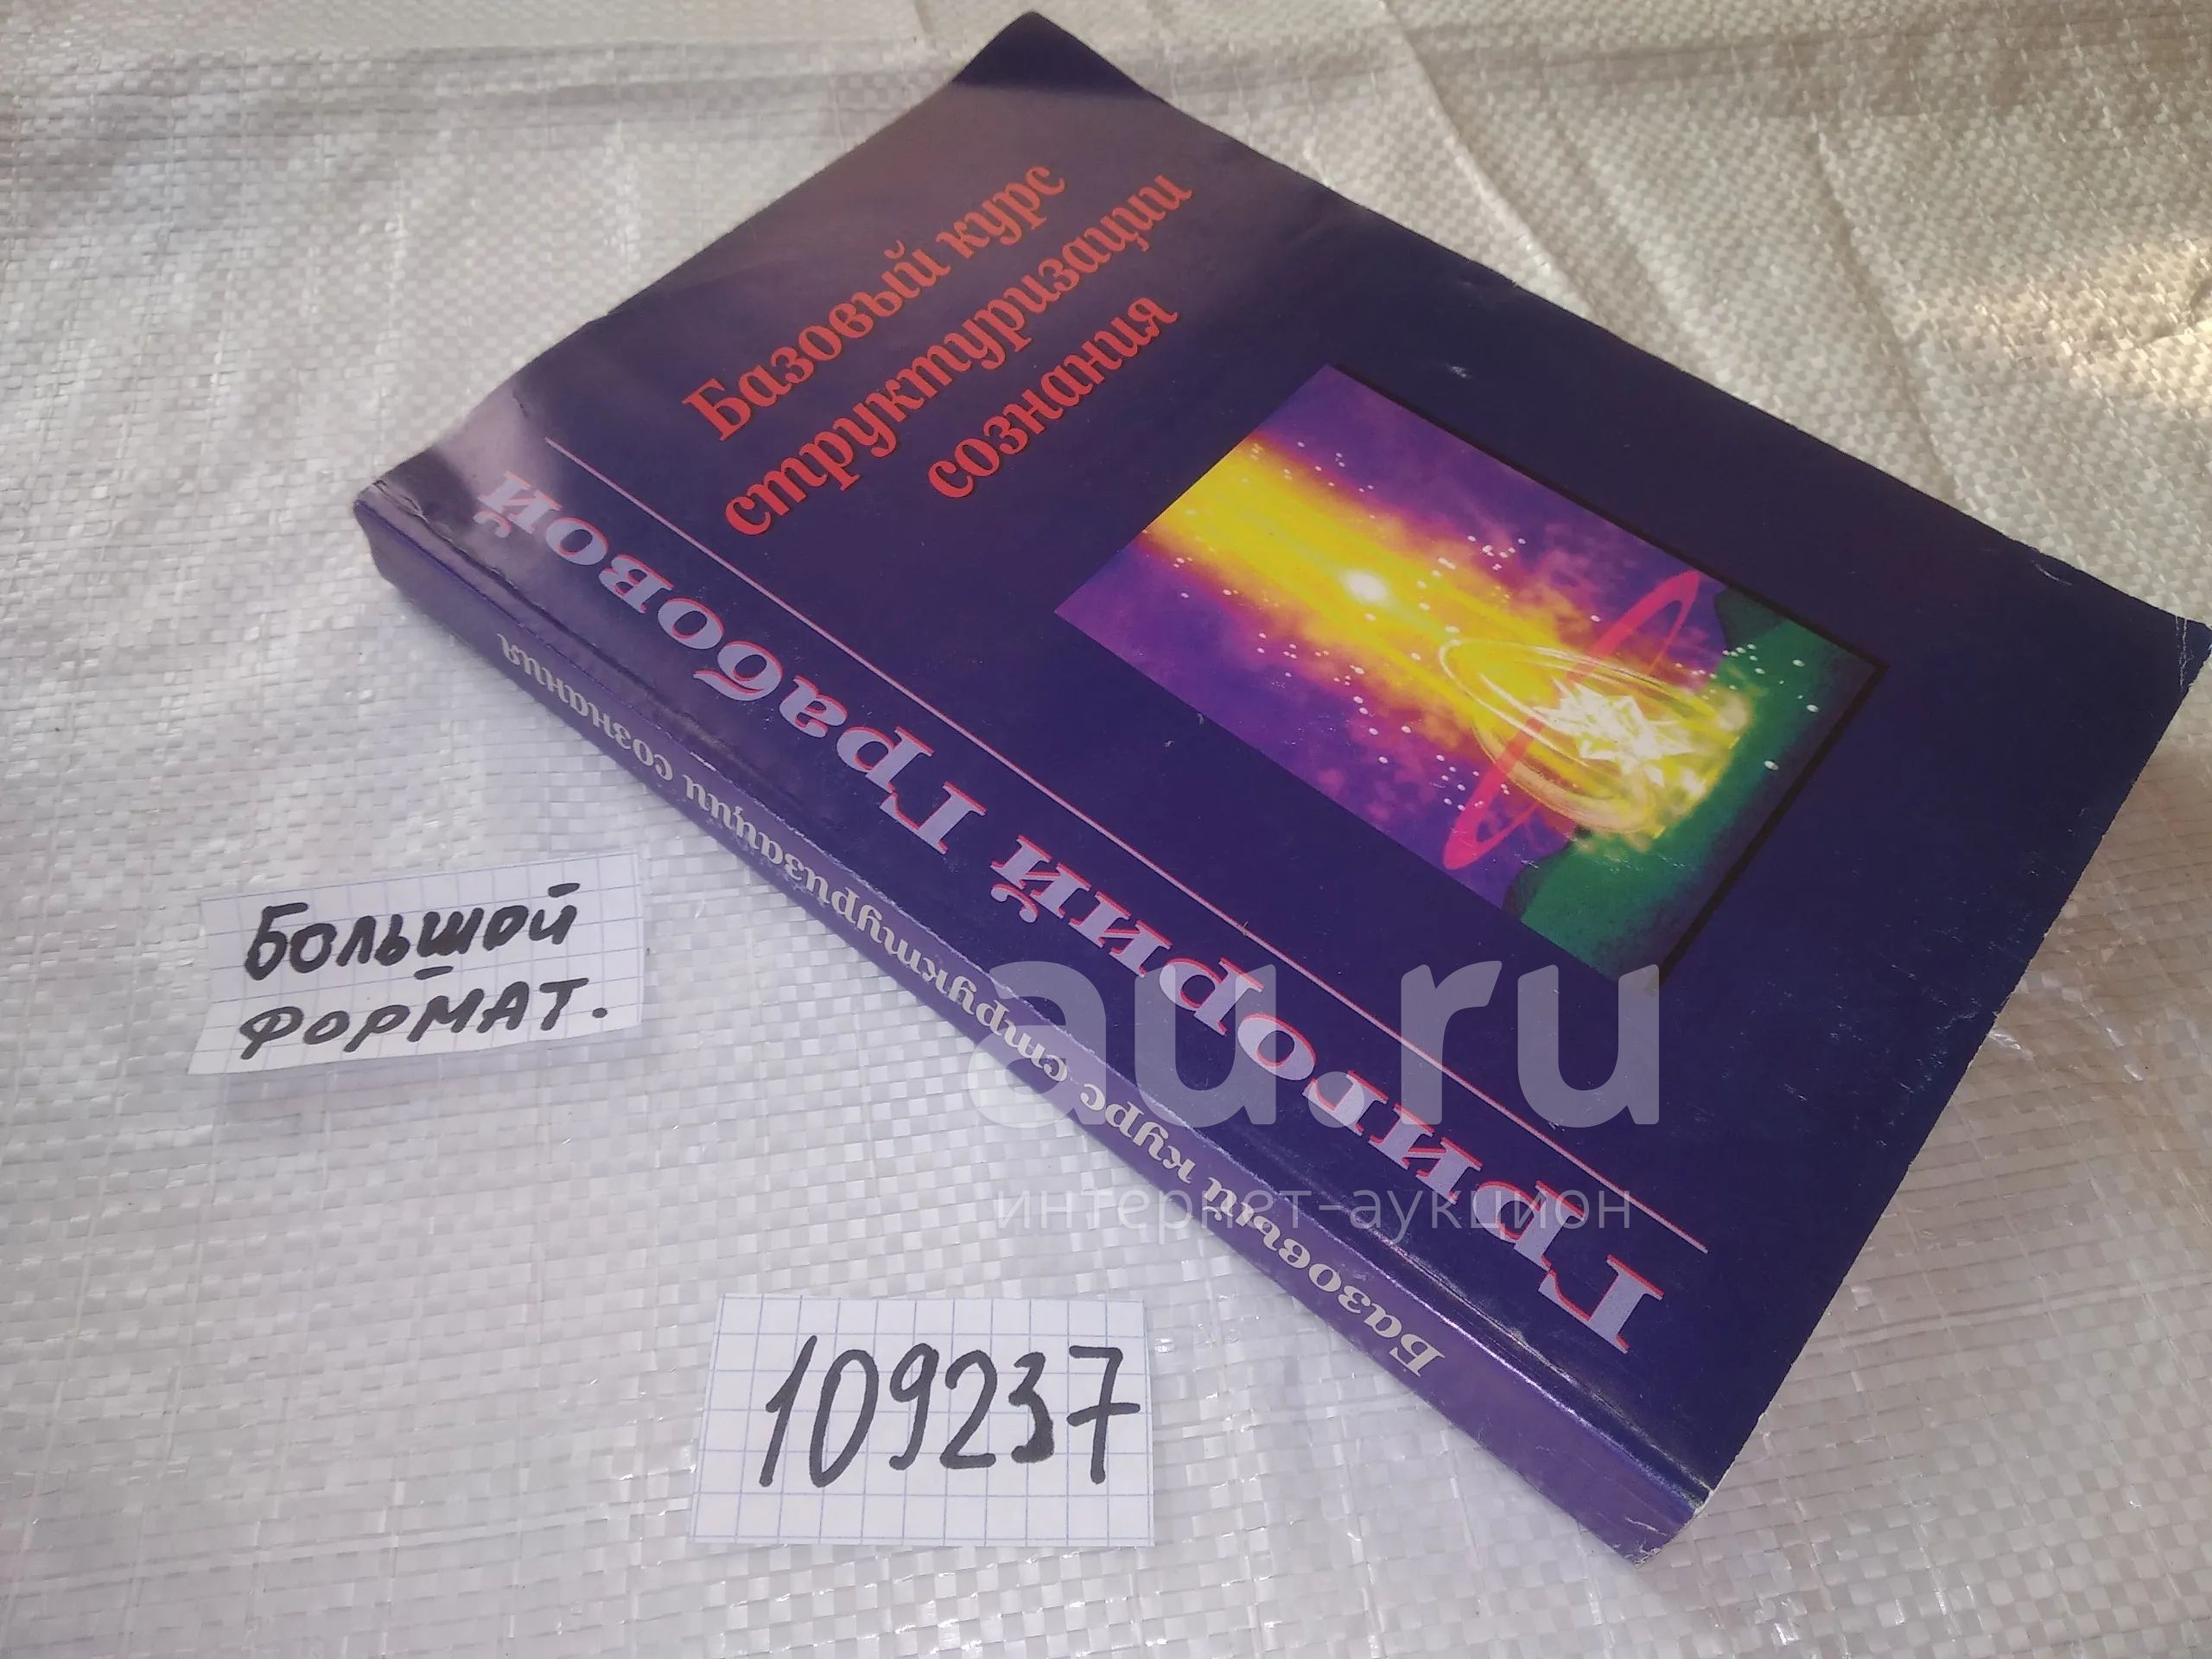 Базовый курс
структуризации
сознания
Григорий Грабовой
Базовый курс структуризации сознания
Большой
формат.
109237
au.ru
интернет-аукцион